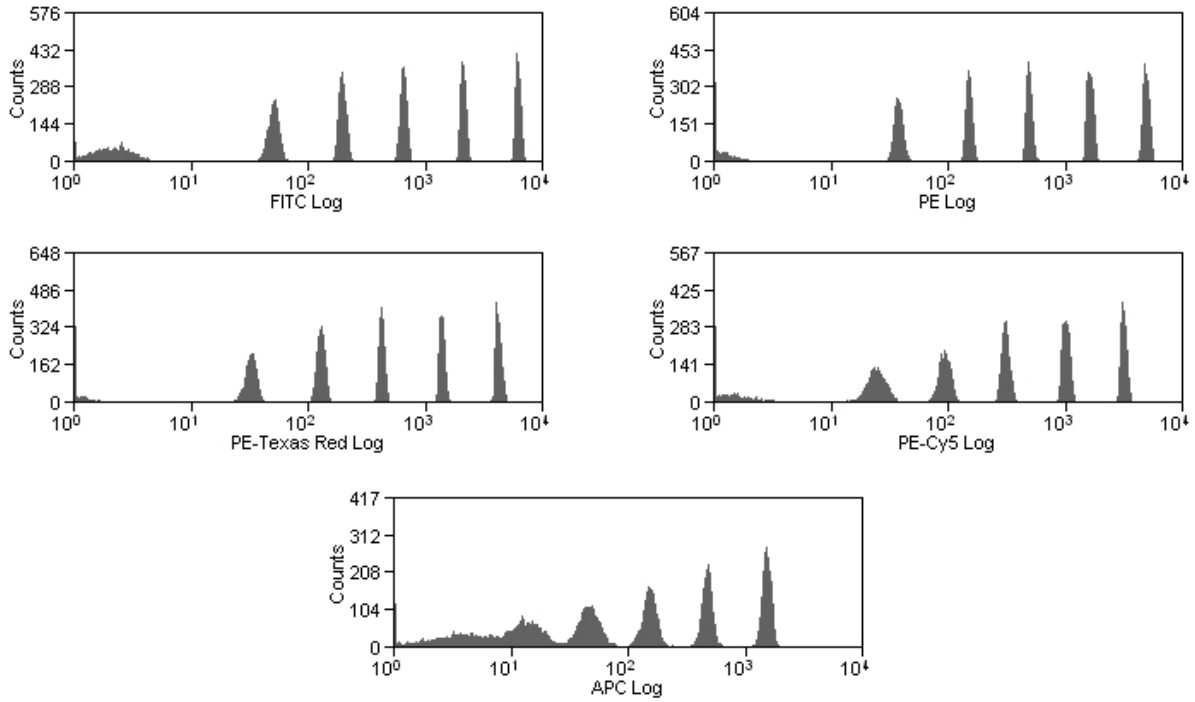 576
432
288
144
0
Counts
10⁰ 10¹ 10² 10³ 10⁴
FITC Log
604
453
302
151
0
Counts
10⁰ 10¹ 10² 10³ 10⁴
PE Log
648
486
324
162
0
Counts
10⁰ 10¹ 10² 10³ 10⁴
PE-Texas Red Log
567
425
283
141
0
Counts
10⁰ 10¹ 10² 10³ 10⁴
PE-Cy5 Log
417
312
208
104
0
Counts
10⁰ 10¹ 10² 10³ 10⁴
APC Log